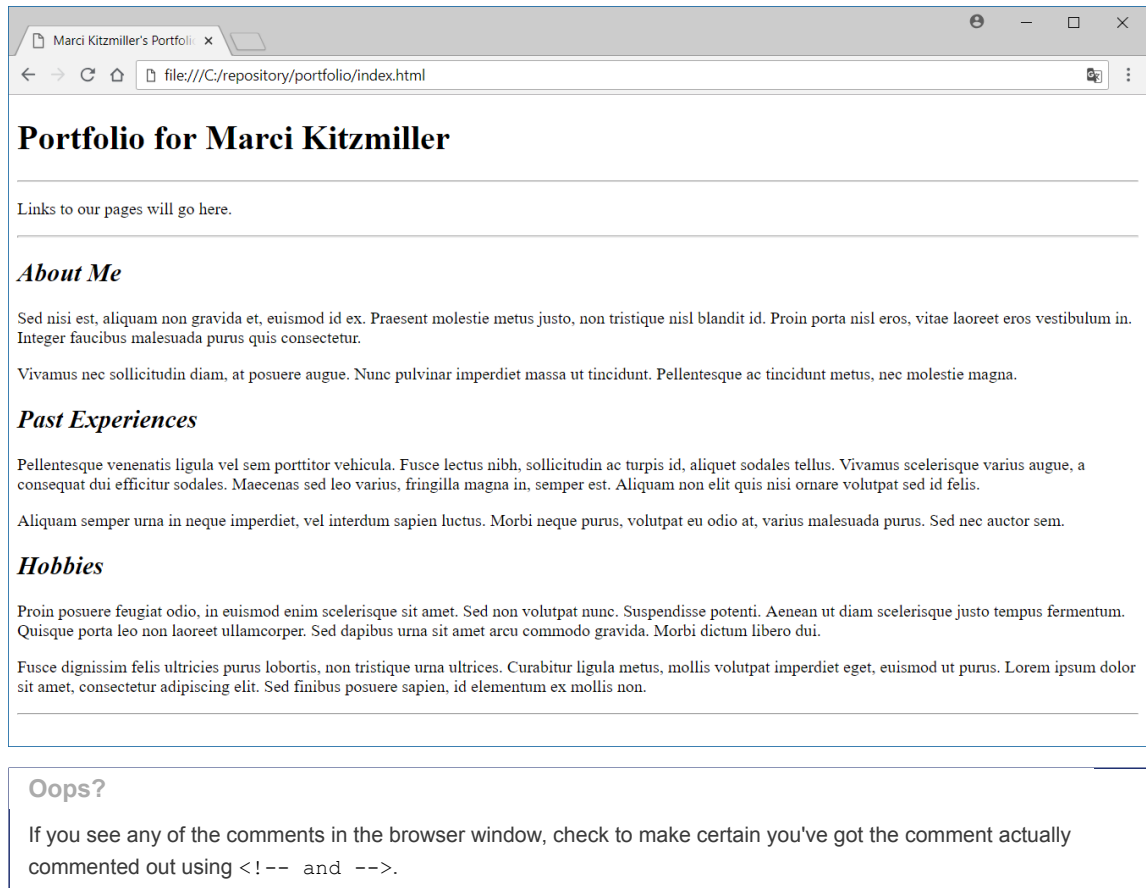 Marci Kitzmiller's Portfolio
file:///C:/repository/portfolio/index.html
Portfolio for Marci Kitzmiller
Links to our pages will go here.
About Me
Sed nisi est, aliquam non gravida et, euismod id ex. Praesent molestie metus justo, non tristique nisl blandit id. Proin porta nisl eros, vitae laoreet eros vestibulum in.
Integer faucibus malesuada purus quis consectetur.
Vivamus nec sollicitudin diam, at posuere augue. Nunc pulvinar imperdiet massa ut tincidunt. Pellentesque ac tincidunt metus, nec molestie magna.
Past Experiences
Pellentesque venenatis ligula vel sem porttitor vehicula. Fusce lectus nibh, sollicitudin ac turpis id, aliquet sodales tellus. Vivamus scelerisque varius augue, a
consequat dui efficitur sodales. Maecenas sed leo varius, fringilla magna in, semper est. Aliquam non elit quis nisi ornare volutpat sed id felis.
Aliquam semper urna in neque imperdiet, vel interdum sapien luctus. Morbi neque purus, volutpat eu odio at, varius malesuada purus. Sed nec auctor sem.
Hobbies
Proin posuere feugiat odio, in euismod enim scelerisque sit amet. Sed non volutpat nunc. Suspendisse potenti. Aenean ut diam scelerisque justo tempus fermentum.
Quisque porta leo non laoreet ullamcorper. Sed dapibus urna sit amet arcu commodo gravida. Morbi dictum libero dui.
Fusce dignissim felis ultricies purus lobortis, non tristique urna ultrices. Curabitur ligula metus, mollis volutpat imperdiet eget, euismod ut purus. Lorem ipsum dolor
sit amet, consectetur adipiscing elit. Sed finibus posuere sapien, id elementum ex mollis non.
Oops?
If you see any of the comments in the browser window, check to make certain you've got the comment actually
commented out using <!-- and -->.